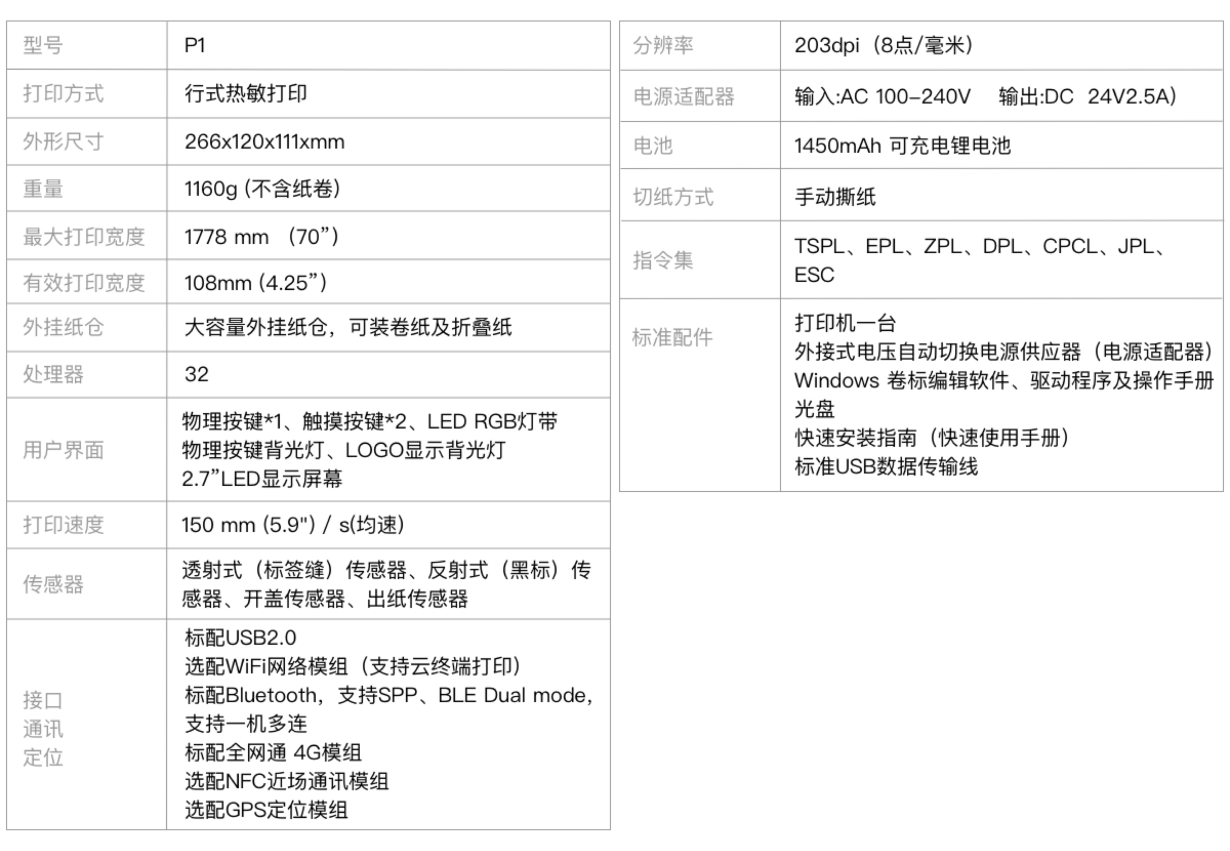 型号 P1
打印方式 行式热敏打印
外形尺寸 266x120x111xmm
重量 1160g (不含纸卷)
最大打印宽度 1778 mm （70”)
有效打印宽度 108mm (4.25”)
外挂纸仓 大容量外挂纸仓，可装卷纸及折叠纸
处理器 32
用户界面
物理按键*1、触摸按键*2、LED RGB灯带
物理按键背光灯、LOGO显示背光灯
2.7”LED显示屏幕
打印速度 150 mm (5.9") / s(均速)
传感器
透射式（标签缝）传感器、反射式（黑标）传
感器、开盖传感器、出纸传感器
接口
通讯
定位
标配USB2.0
选配WiFi网络模组（支持云终端打印）
标配Bluetooth，支持SPP、BLE Dual mode，
支持一机多连
标配全网通 4G模组
选配NFC近场通讯模组
选配GPS定位模组
分辨率 203dpi（8点/毫米）
电源适配器 输入:AC 100-240V 输出:DC 24V2.5A)
电池 1450mAh 可充电锂电池
切纸方式 手动撕纸
指令集
TSPL、EPL、ZPL、DPL、CPCL、JPL、
ESC
标准配件
打印机一台
外接式电压自动切换电源供应器（电源适配器）
Windows 卷标编辑软件、驱动程序及操作手册
光盘
快速安装指南（快速使用手册）
标准USB数据传输线